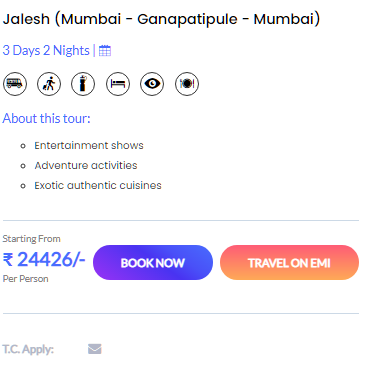 Jalesh (Mumbai - Ganapatipule - Mumbai)
3 Days 2 Nights |
About this tour:
Entertainment shows
Adventure activities
Exotic authentic cuisines
Starting From
₹ 24426/-
Per Person
BOOK NOW
TRAVEL ON EMI
T.C. Apply: